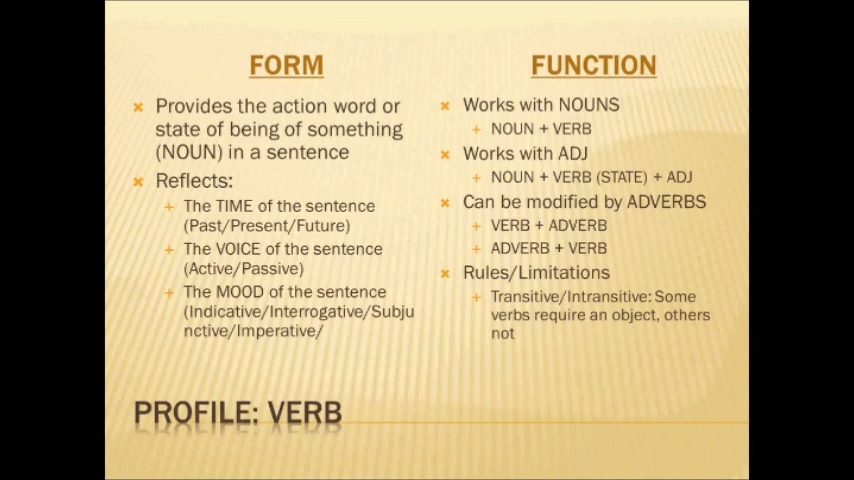 FORM
Provides the action word or
state of being of something
(NOUN) in a sentence
Reflects:
The TIME of the sentence
(Past/Present/Future)
The VOICE of the sentence
(Active/Passive)
The MOOD of the sentence
(Indicative/Interrogative/Subju
nctive/Imperative/
FUNCTION
Works with NOUNS
NOUN + VERB
Works with ADJ
NOUN + VERB (STATE) + ADJ
Can be modified by ADVERBS
VERB + ADVERB
ADVERB + VERB
Rules/Limitations
Transitive/Intransitive: Some
verbs require an object, others
not
PROFILE: VERB